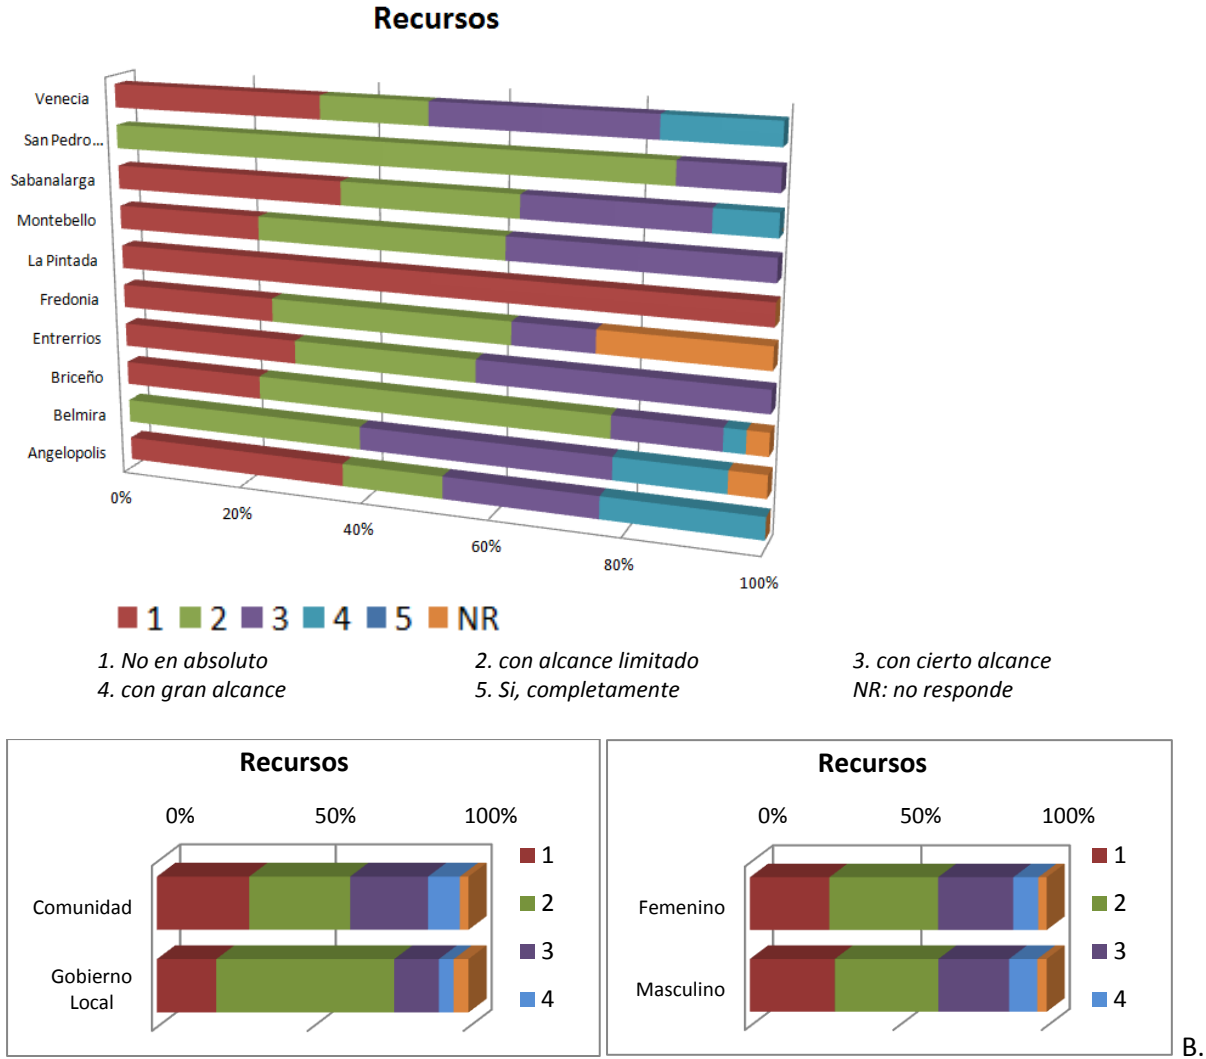 Recursos
Venecia
San Pedro...
Sabanalarga
Montebello
La Pintada
Fredonia
Entrerrios
Briceño
Belmira
Angelopolis
0%
20%
40%
60%
80%
100%
1 2 3 4 5 NR
1. No en absoluto 2. con alcance limitado 3. con cierto alcance
4. con gran alcance 5. Si, completamente NR: no responde
Recursos
0% 50% 100%
Comunidad
Gobierno
Local
1
2
3
4
Recursos
0% 50% 100%
Femenino
Masculino
1
2
3
4
B.